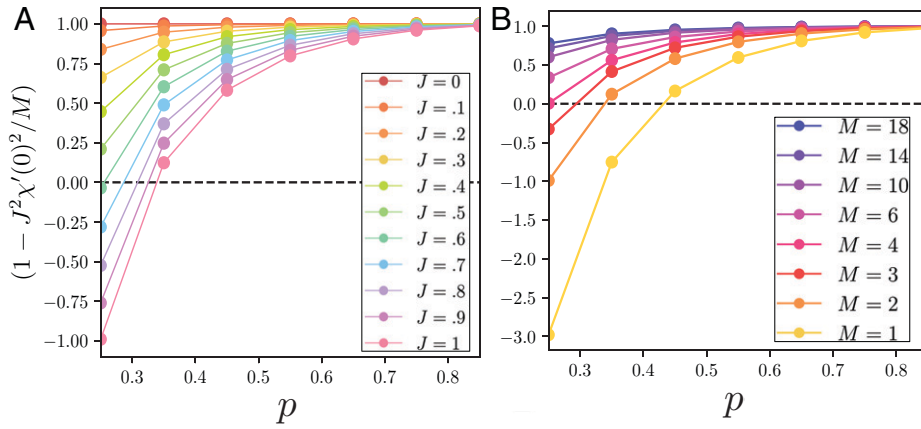 A
(1 − J²χ′(0)²/M)
1.00
0.75
0.50
0.25
0.00
−0.25
−0.50
−0.75
−1.00
0.3 0.4 0.5 0.6 0.7 0.8
p
J = 0
J = .1
J = .2
J = .3
J = .4
J = .5
J = .6
J = .7
J = .8
J = .9
J = 1
B
1.0
0.5
0.0
−0.5
−1.0
−1.5
−2.0
−2.5
−3.0
0.3 0.4 0.5 0.6 0.7 0.8
p
M = 18
M = 14
M = 10
M = 6
M = 4
M = 3
M = 2
M = 1